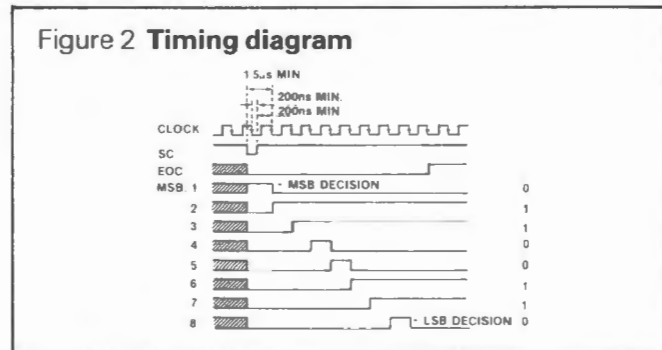 Figure 2 Timing diagram
1 5µs MIN
200ns MIN.
200ns MIN
CLOCK
SC
EOC
MSB. 1 - MSB DECISION 0
2 1
3 1
4 0
5 0
6 1
7 1
8 - LSB DECISION 0